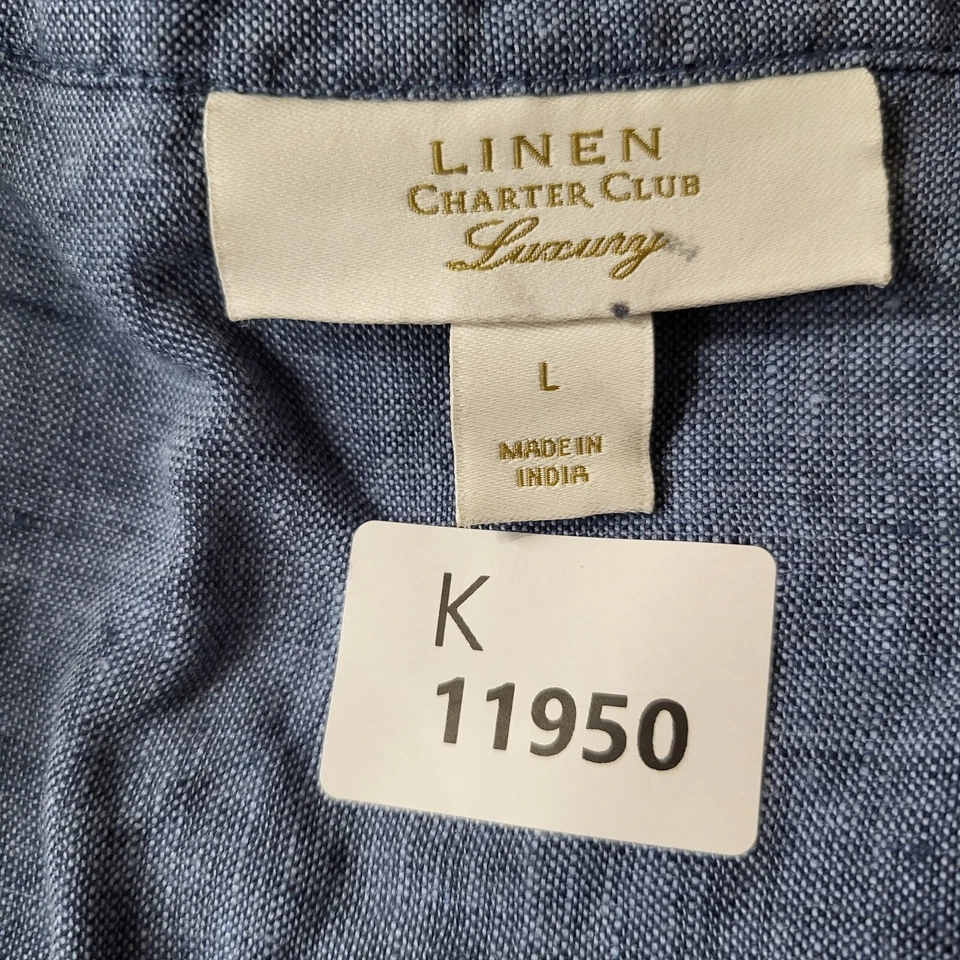 LINEN
CHARTER CLUB
Luxury
L
MADE IN
INDIA
K
11950